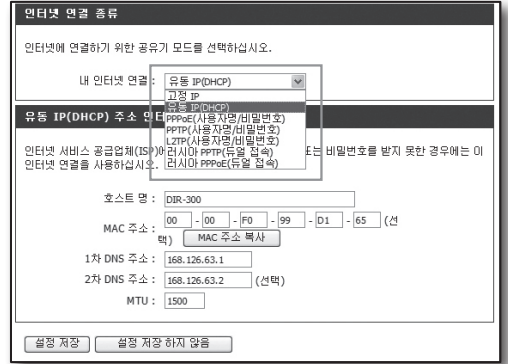 인터넷 연결 종류
인터넷에 연결하기 위한 공유기 모드를 선택하십시오.
내 인터넷 연결 : 유동 IP(DHCP)
고정 IP
유동 IP(DHCP)
PPPoE(사용자명/비밀번호)
PPTP(사용자명/비밀번호)
L2TP(사용자명/비밀번호)
러시아 PPTP(듀얼 접속)
러시아 PPPoE(듀얼 접속)
유동 IP(DHCP) 주소 인터
인터넷 서비스 공급업체(ISP)에 또는 비밀번호를 받지 못한 경우에는 이
인터넷 연결을 사용하십시오.
호스트 명 : DIR-300
MAC 주소 : 00 - 00 - F0 - 99 - D1 - 65 (선
택) MAC 주소 복사
1차 DNS 주소 : 168.126.63.1
2차 DNS 주소 : 168.126.63.2 (선택)
MTU : 1500
설정 저장 설정 저장 하지 않음